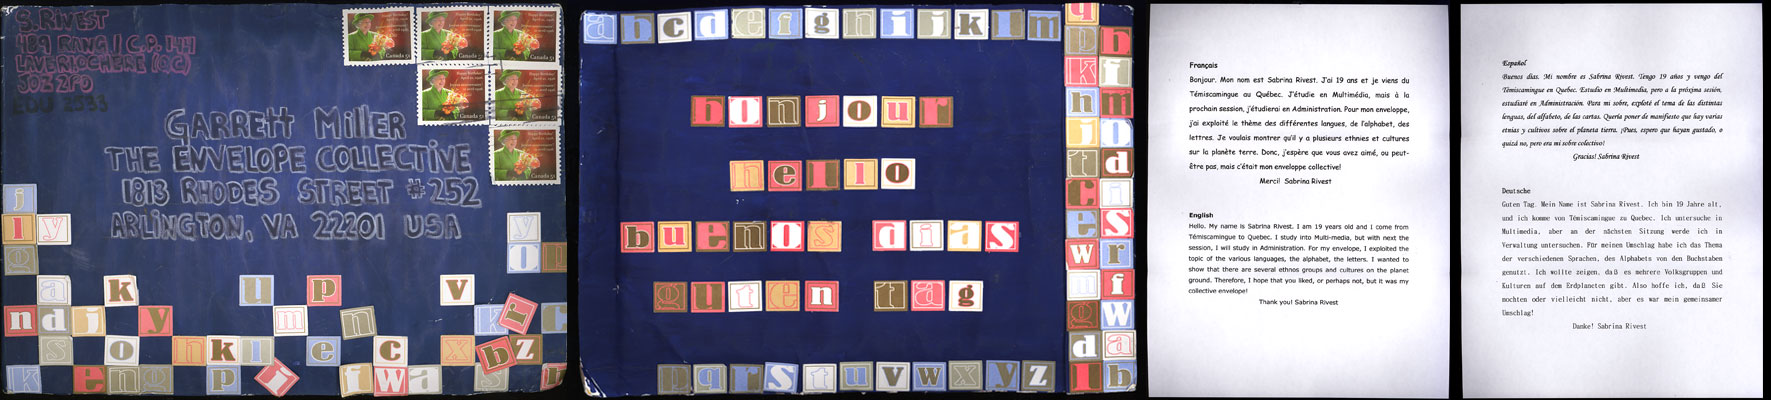 S. RIVEST
489 RANG 1 C.P. 144
LAVERLOCHERE (QC)
J0Z 2P0
EDU 2533
Canada 51
Canada 51
Canada 51
Canada 51
Canada 51
Canada 51
GARRETT MILLER
THE ENVELOPE COLLECTIVE
1813 RHODES STREET #252
ARLINGTON, VA 22201 USA
a b c d e f g h i j k l m
bonjour
hello
buenos dias
guten tag
p q r s t u v w x y z
Français
Bonjour. Mon nom est Sabrina Rivest. J'ai 19 ans et je viens du
Témiscamingue au Québec. J'étudie en Multimédia, mais à la
prochain session, j'étudierai en Administration. Pour mon enveloppe,
j'ai exploité le thème des différentes langues, de l'alphabet, des
lettres. Je voulais montrer qu'il y a plusieurs ethnies et cultures
sur la planète terre. Donc, j'espère que vous avez aimé, ou peut-
être pas, mais c'était mon enveloppe collective!
Merci! Sabrina Rivest
English
Hello. My name is Sabrina Rivest. I am 19 years old and I come from
Témiscamingue to Quebec. I study into Multi-media, but with next the
session, I will study in Administration. For my envelope, I exploited the
topic of the various languages, the alphabet, the letters. I wanted to
show that there are several ethnos groups and cultures on the planet
ground. Therefore, I hope that you liked, or perhaps not, but it was my
collective envelope!
Thank you! Sabrina Rivest
Español
Buenos días. Mi nombre es Sabrina Rivest. Tengo 19 años y vengo del
Témiscamingue en Quebec. Estudio en Multimedia, pero a la próxima sesión,
estudiaré en Administración. Para mi sobre, exploté el tema de las distintas
lenguas, del alfabeto, de las cartas. Quería poner de manifiesto que hay varias
etnias y cultivos sobre el planeta tierra. ¡Pues, espero que hayan gustado, o
quizá no, pero era mi sobre colectivo!
Gracias! Sabrina Rivest
Deutsche
Guten Tag. Mein Name ist Sabrina Rivest. Ich bin 19 Jahre alt,
und ich komme von Témiscamingue zu Quebec. Ich untersuche in
Multimedia, aber an der nächsten Sitzung werde ich in
Verwaltung untersuchen. Für meinen Umschlag habe ich das Thema
der verschiedenen Sprachen, des Alphabets von den Buchstaben
genutzt. Ich wollte zeigen, daß es mehrere Volksgruppen und
Kulturen auf dem Erdplaneten gibt. Also hoffe ich, daß Sie
mochten oder vielleicht nicht, aber es war mein gemeinsamer
Umschlag!
Danke! Sabrina Rivest